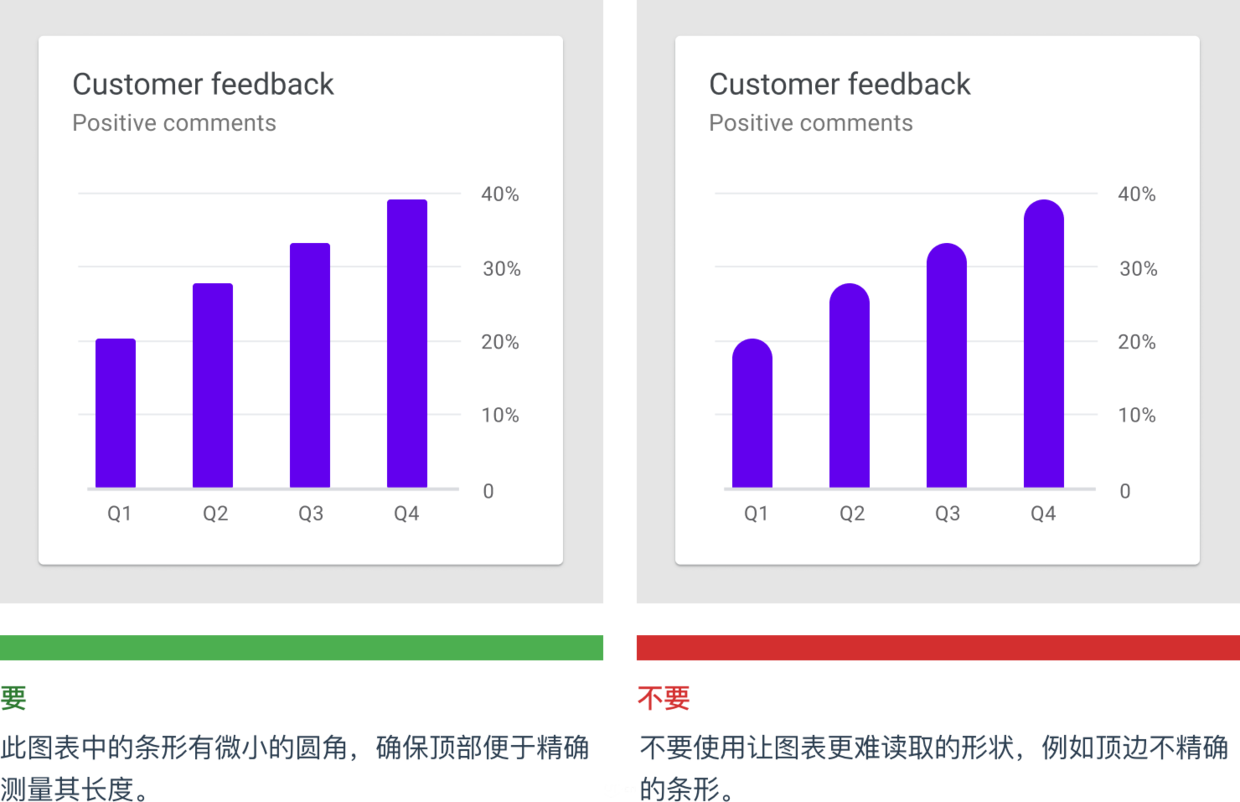 Customer feedback
Positive comments
40%
30%
20%
10%
0
Q1 Q2 Q3 Q4
要
此图表中的条形有微小的圆角，确保顶部便于精确
测量其长度。
Customer feedback
Positive comments
40%
30%
20%
10%
0
Q1 Q2 Q3 Q4
不要
不要使用让图表更难读取的形状，例如顶边不精确
的条形。